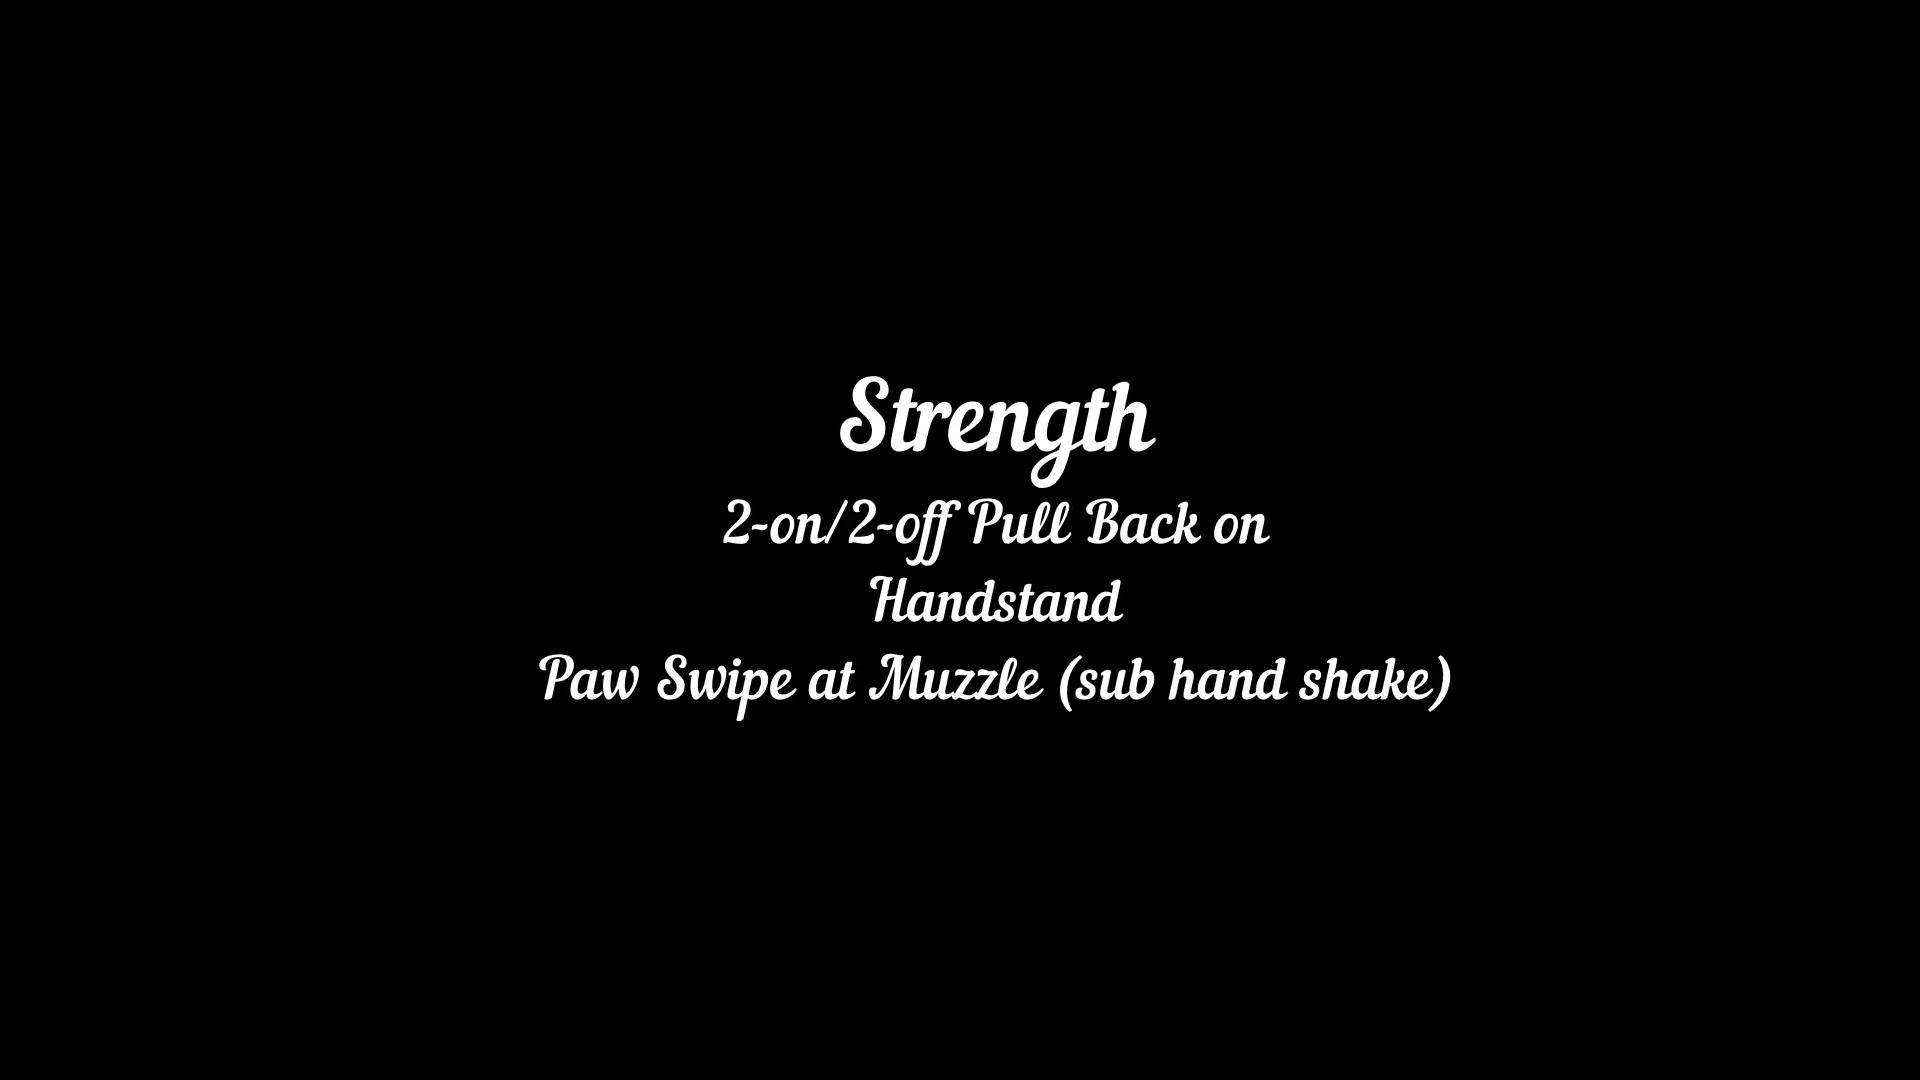 Strength
2-on/2-off Pull Back on
Handstand
Paw Swipe at Muzzle (sub hand shake)